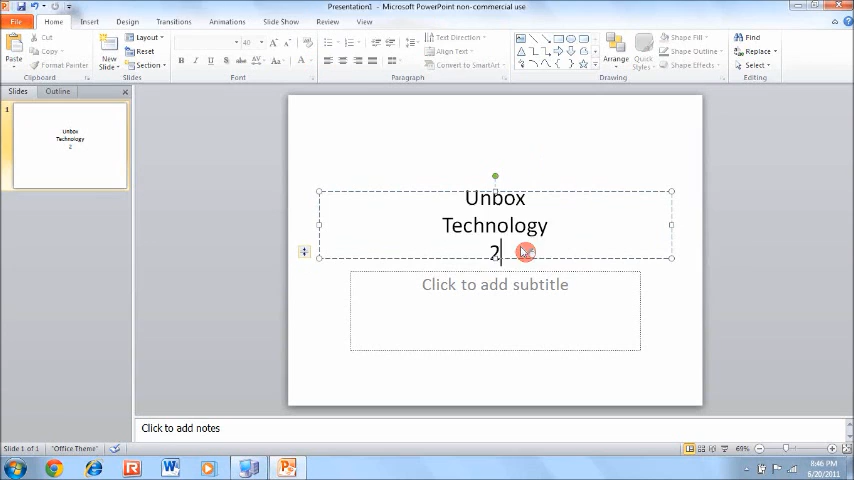 Presentation1 - Microsoft PowerPoint non-commercial use
File Home Insert Design Transitions Animations Slide Show Review View
Paste
Cut
Copy
Format Painter
Clipboard
New Slide
Layout
Reset
Section
Slides
40
Font
Text Direction
Align Text
Convert to SmartArt
Paragraph
Arrange
Quick Styles
Shape Fill
Shape Outline
Shape Effects
Drawing
Find
Replace
Select
Editing
Slides Outline
1
Unbox
Technology
2
Unbox
Technology
2
Click to add subtitle
Click to add notes
Slide 1 of 1 "Office Theme" 69%
8:46 PM
6/20/2011